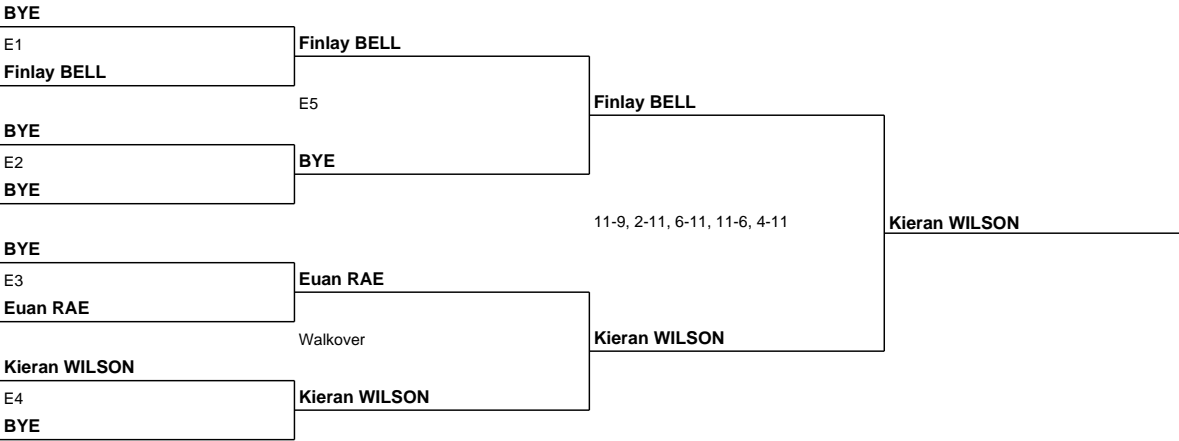 BYE
E1
Finlay BELL
Finlay BELL
E5
Finlay BELL
BYE
E2
BYE
BYE
11-9, 2-11, 6-11, 11-6, 4-11
Kieran WILSON
BYE
E3
Euan RAE
Euan RAE
Walkover
Kieran WILSON
Kieran WILSON
E4
BYE
Kieran WILSON